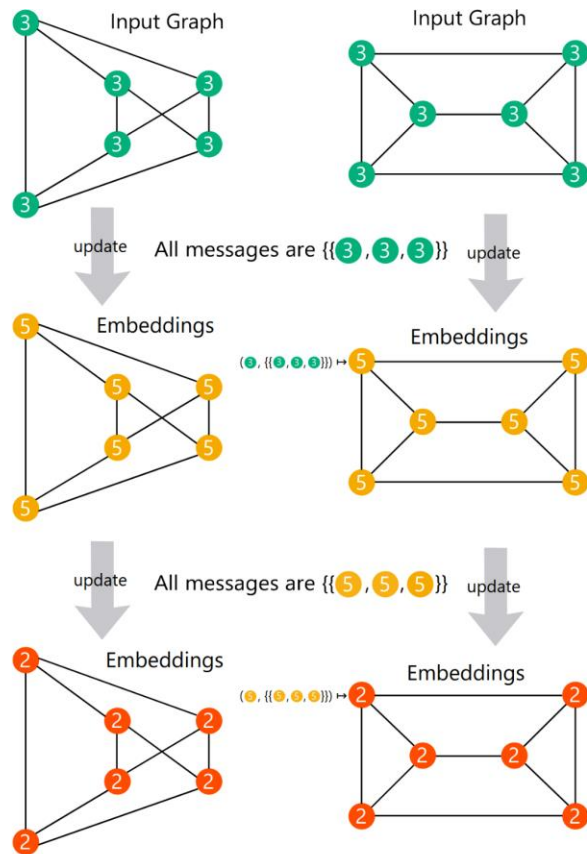 Input Graph
Input Graph
3
3
3
3
3
3
3
3
3
3
3
3
update
All messages are {{3,3,3}}
update
Embeddings
Embeddings
(3, {{3,3,3}}) ↦
5
5
5
5
5
5
5
5
5
5
5
5
update
All messages are {{5,5,5}}
update
Embeddings
Embeddings
(5, {{5,5,5}}) ↦
2
2
2
2
2
2
2
2
2
2
2
2